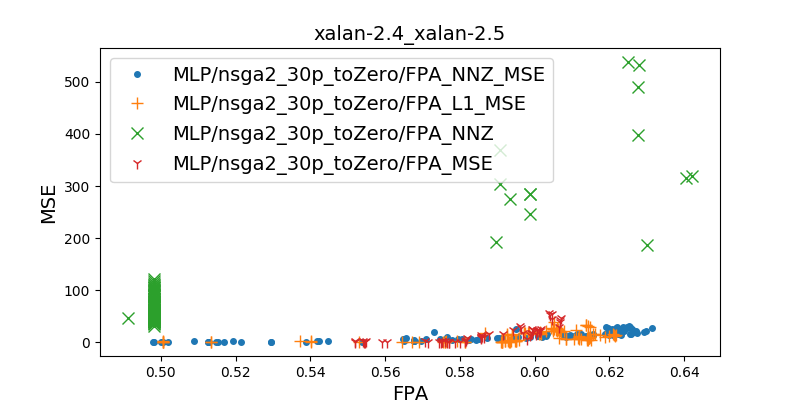 xalan-2.4_xalan-2.5
MLP/nsga2_30p_toZero/FPA_NNZ_MSE
MLP/nsga2_30p_toZero/FPA_L1_MSE
MLP/nsga2_30p_toZero/FPA_NNZ
MLP/nsga2_30p_toZero/FPA_MSE
MSE
500
400
300
200
100
0
0.50 0.52 0.54 0.56 0.58 0.60 0.62 0.64
FPA